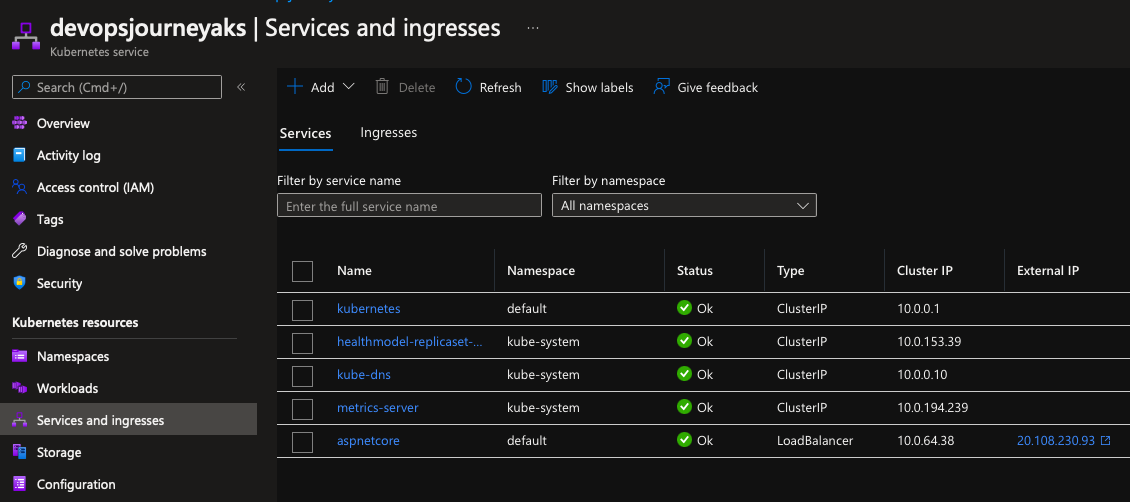 devopsjourneyaks | Services and ingresses ...
Kubernetes service
Search (Cmd+/)
«
Overview
Activity log
Access control (IAM)
Tags
Diagnose and solve problems
Security
Kubernetes resources
Namespaces
Workloads
Services and ingresses
Storage
Configuration
Add Delete Refresh Show labels Give feedback
Services Ingresses
Filter by service name Filter by namespace
Enter the full service name All namespaces
Name Namespace Status Type Cluster IP External IP
kubernetes default Ok ClusterIP 10.0.0.1
healthmodel-replicaset-... kube-system Ok ClusterIP 10.0.153.39
kube-dns kube-system Ok ClusterIP 10.0.0.10
metrics-server kube-system Ok ClusterIP 10.0.194.239
aspnetcore default Ok LoadBalancer 10.0.64.38 20.108.230.93